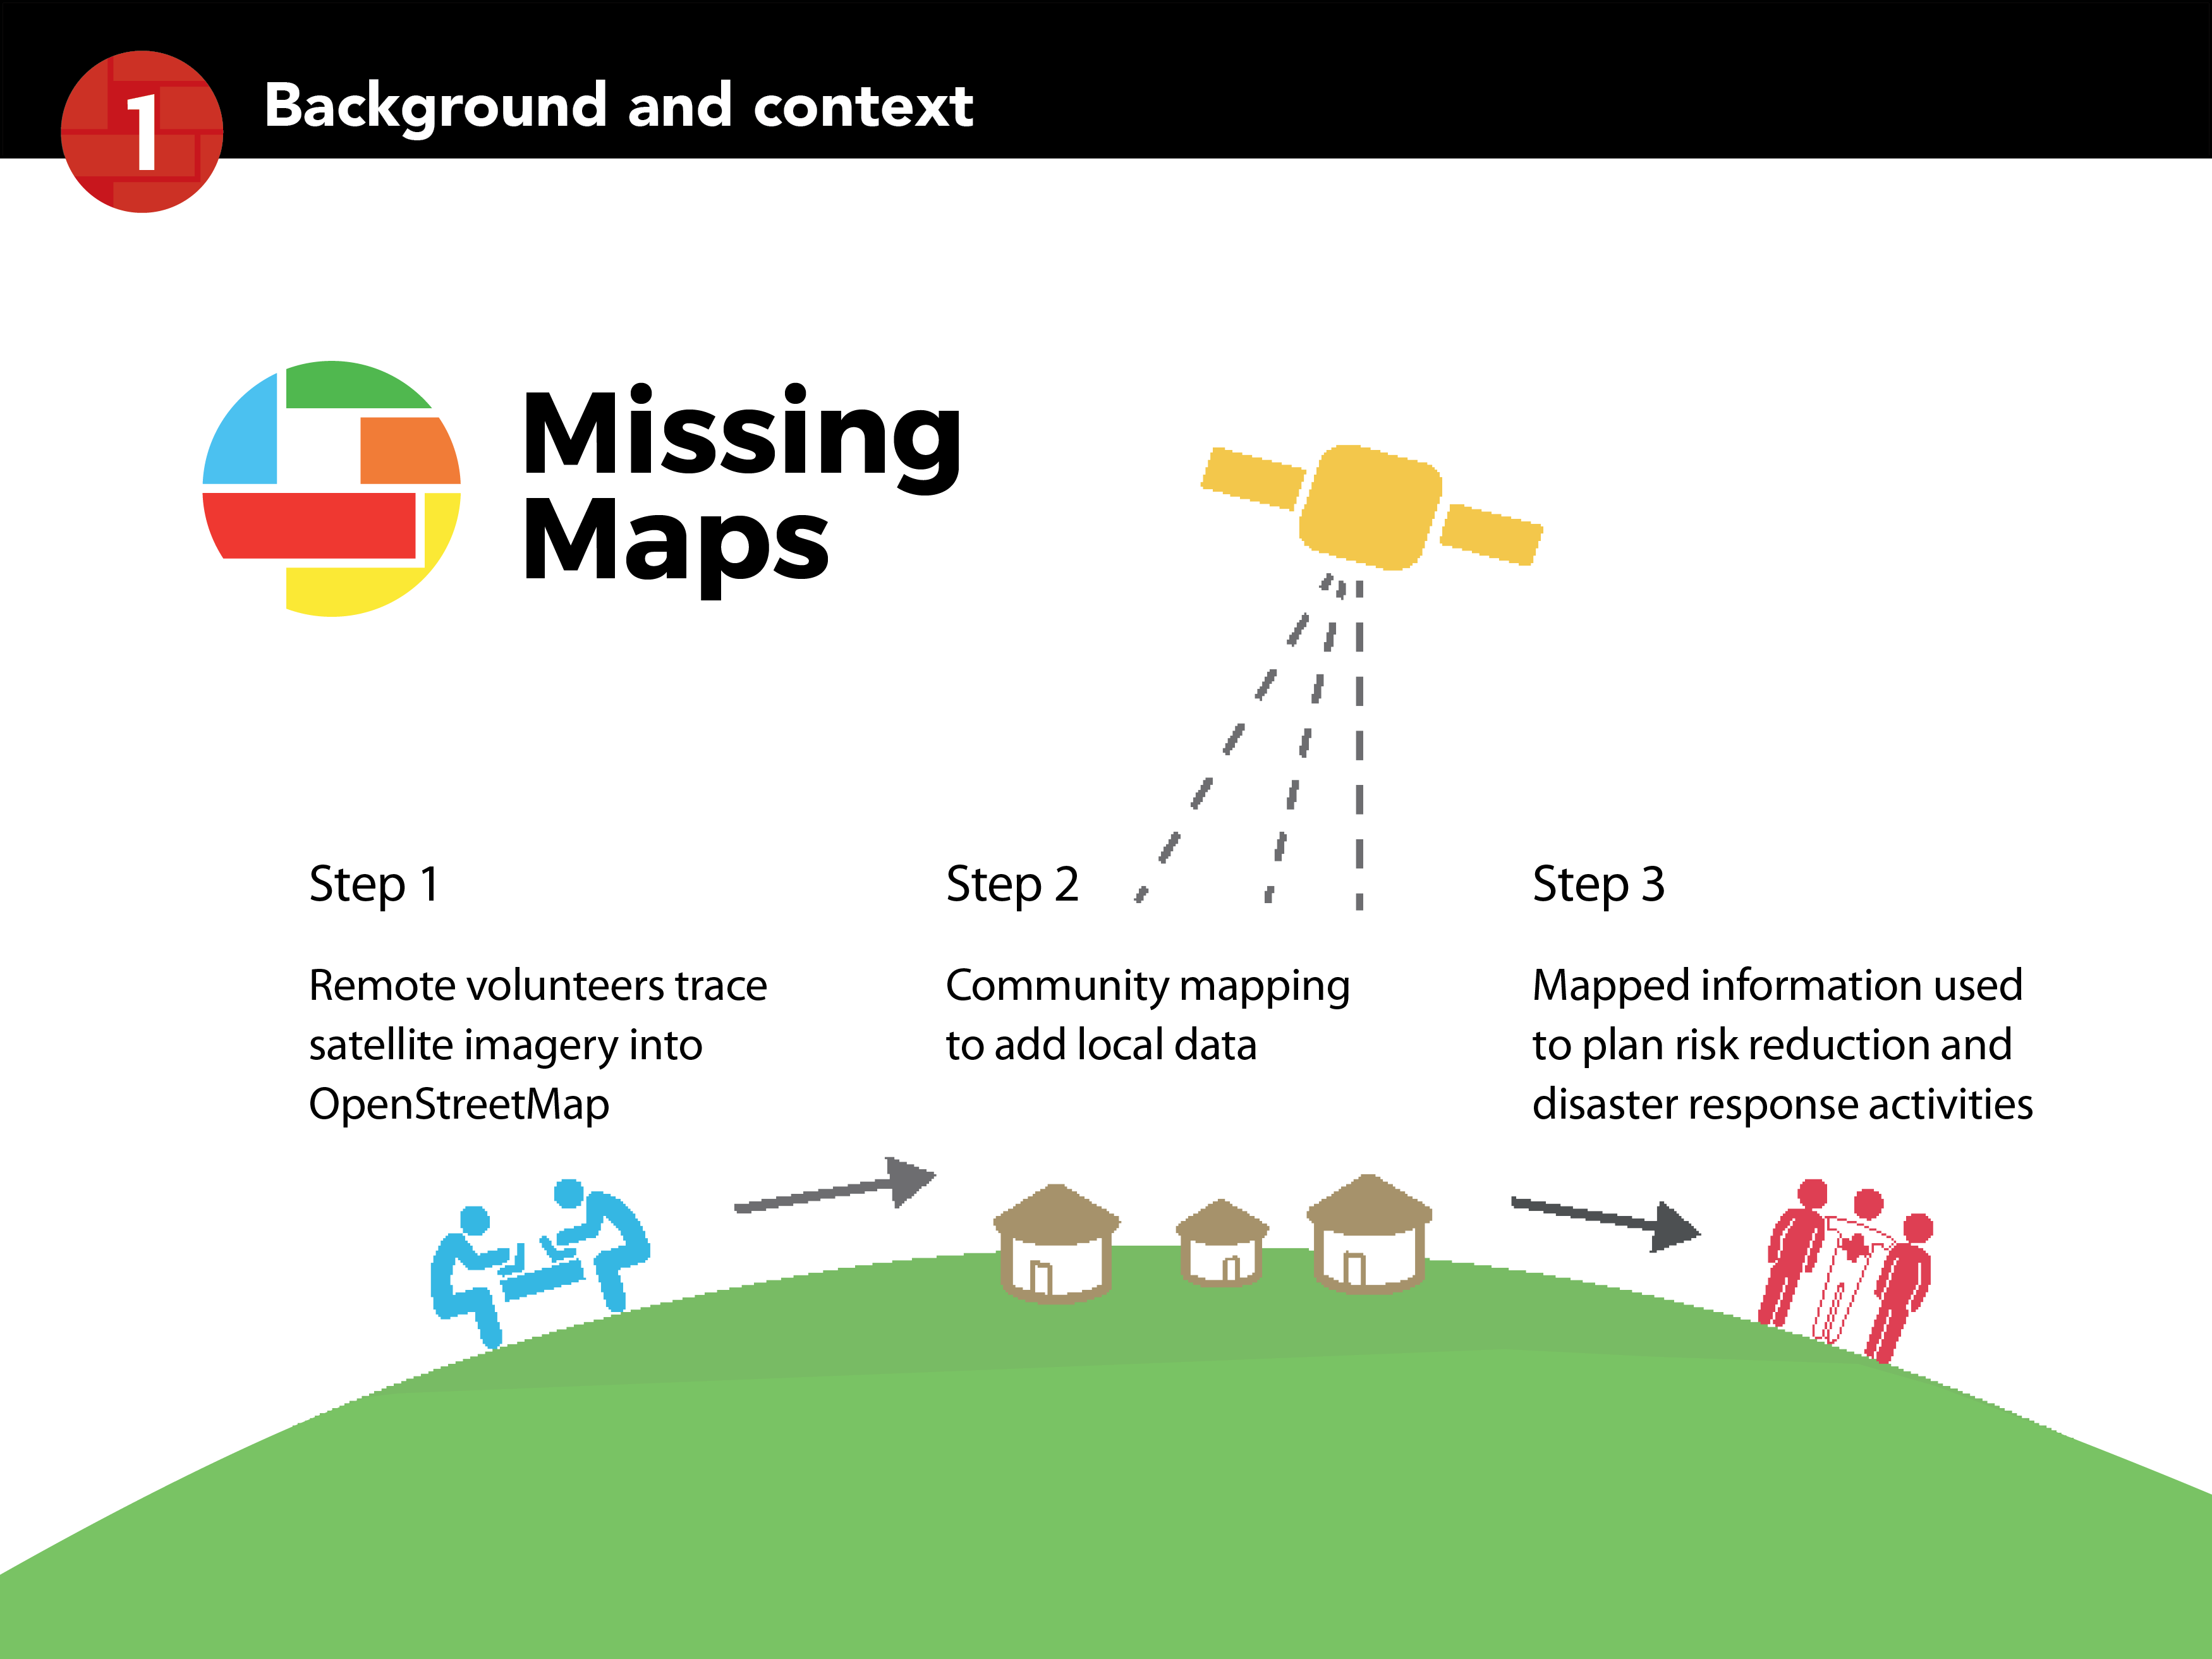 1
Background and context
Missing
Maps
Step 1
Remote volunteers trace
satellite imagery into
OpenStreetMap
Step 2
Community mapping
to add local data
Step 3
Mapped information used
to plan risk reduction and
disaster response activities